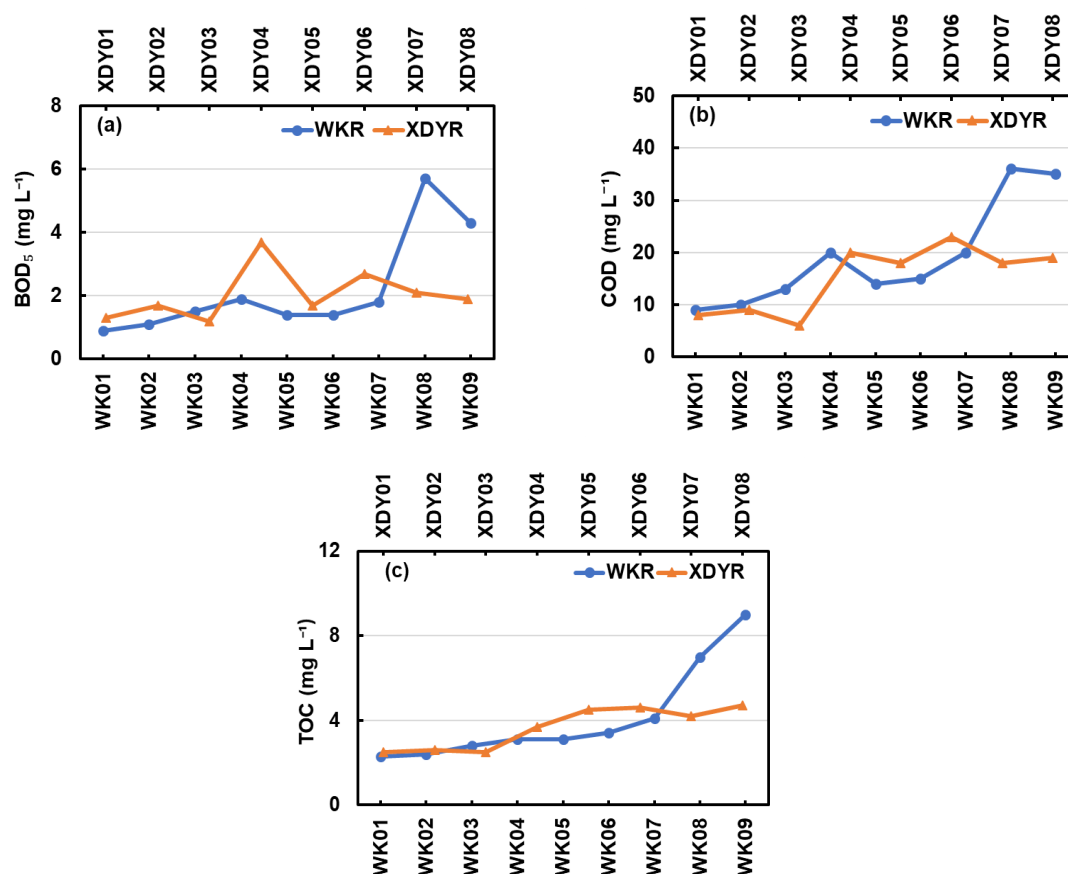 XDY01 XDY02 XDY03 XDY04 XDY05 XDY06 XDY07 XDY08
(a) WKR XDYR
8
6
4
2
0
BOD₅ (mg L⁻¹)
WK01 WK02 WK03 WK04 WK05 WK06 WK07 WK08 WK09
XDY01 XDY02 XDY03 XDY04 XDY05 XDY06 XDY07 XDY08
(b) WKR XDYR
50
40
30
20
10
0
COD (mg L⁻¹)
WK01 WK02 WK03 WK04 WK05 WK06 WK07 WK08 WK09
XDY01 XDY02 XDY03 XDY04 XDY05 XDY06 XDY07 XDY08
(c) WKR XDYR
12
8
4
0
TOC (mg L⁻¹)
WK01 WK02 WK03 WK04 WK05 WK06 WK07 WK08 WK09